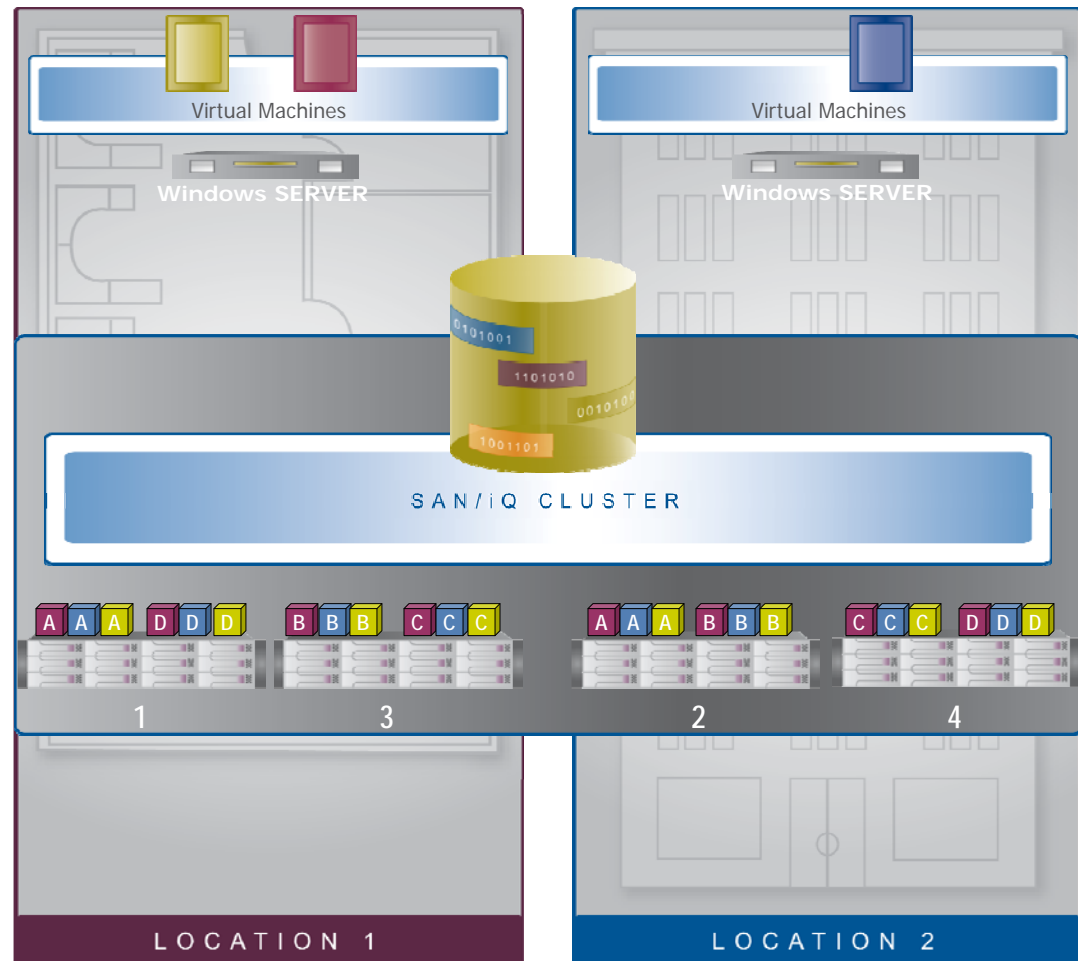 Virtual Machines
Windows SERVER
Virtual Machines
Windows SERVER
0101001
1101010
001010
1001101
SAN/iQ CLUSTER
A A A D D D
B B B C C C
A A A B B B
C C C D D D
1
3
2
4
LOCATION 1
LOCATION 2